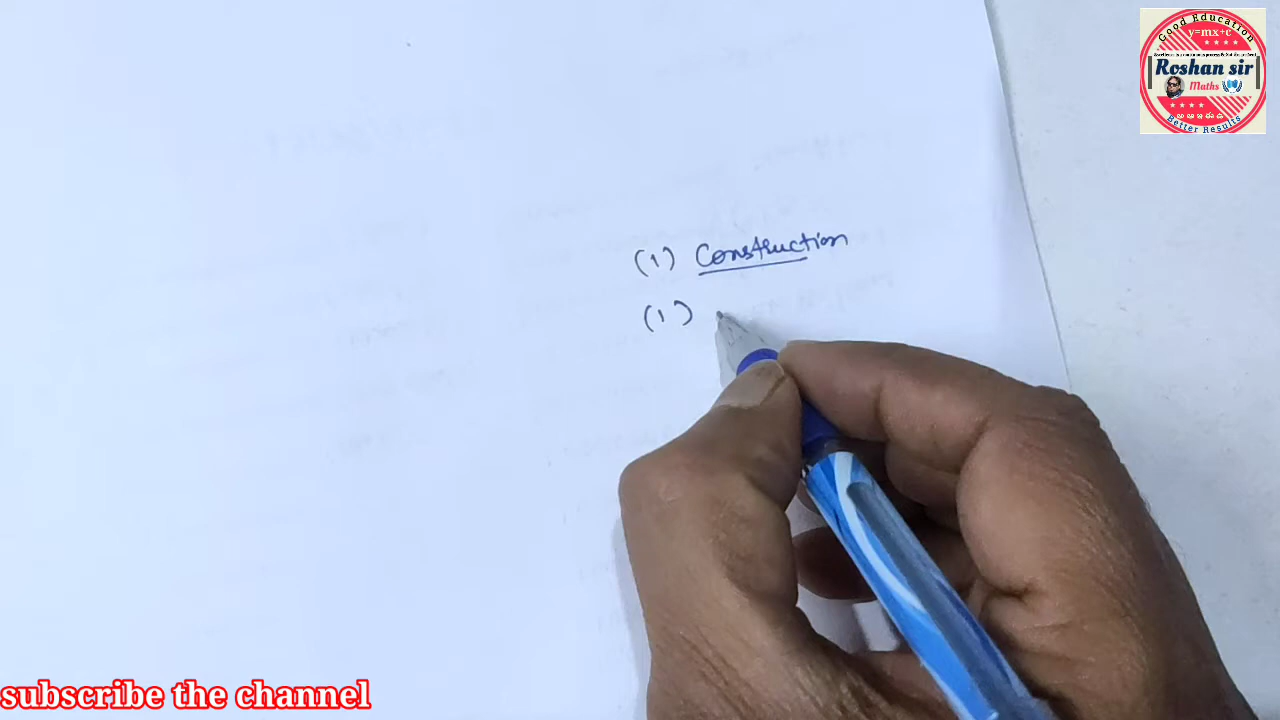 Good Education
y=mx+c
Roshan sir
Maths
Better Results
(1) Construction
(1)
subscribe the channel